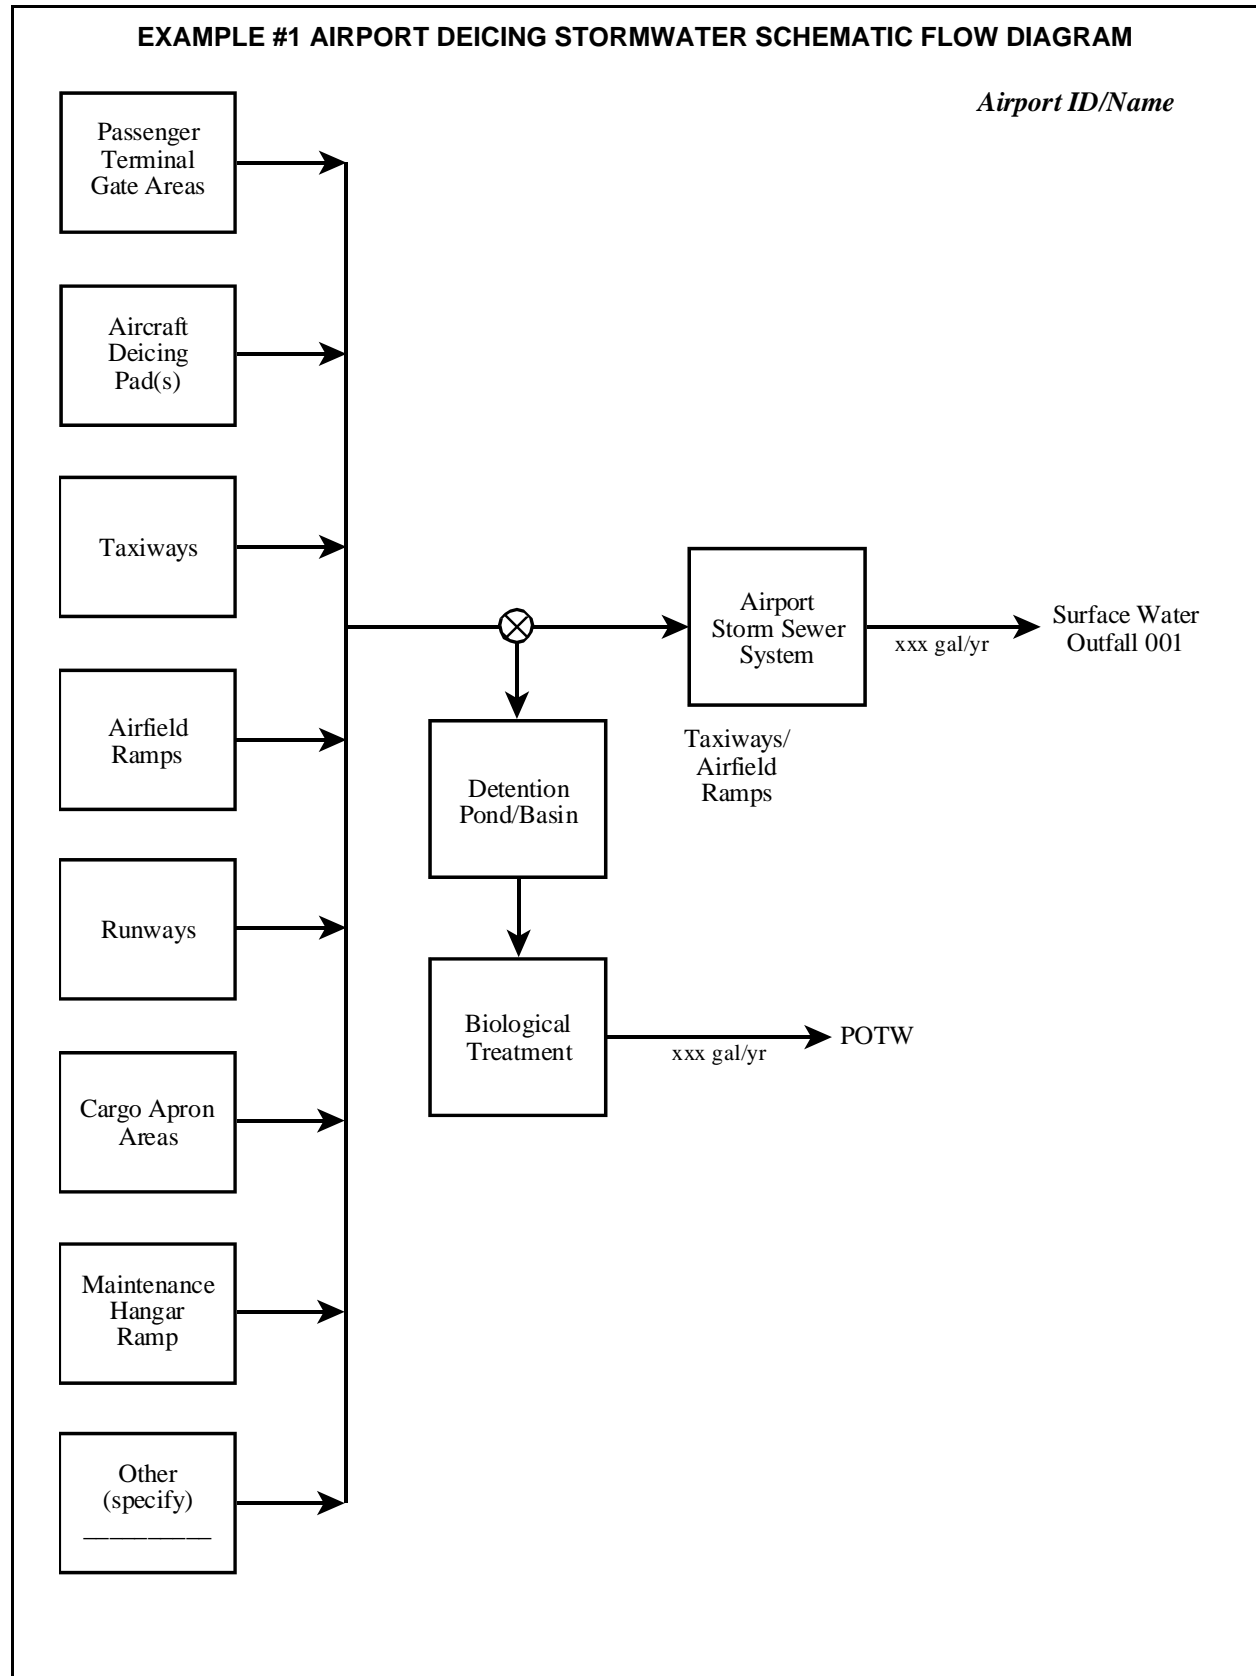 EXAMPLE #1 AIRPORT DEICING STORMWATER SCHEMATIC FLOW DIAGRAM
Airport ID/Name
Passenger
Terminal
Gate Areas
Aircraft
Deicing
Pad(s)
Taxiways
Airfield
Ramps
Runways
Cargo Apron
Areas
Maintenance
Hangar
Ramp
Other
(specify)
__________
Airport
Storm Sewer
System
xxx gal/yr
Surface Water
Outfall 001
Taxiways/
Airfield
Ramps
Detention
Pond/Basin
Biological
Treatment
xxx gal/yr
POTW